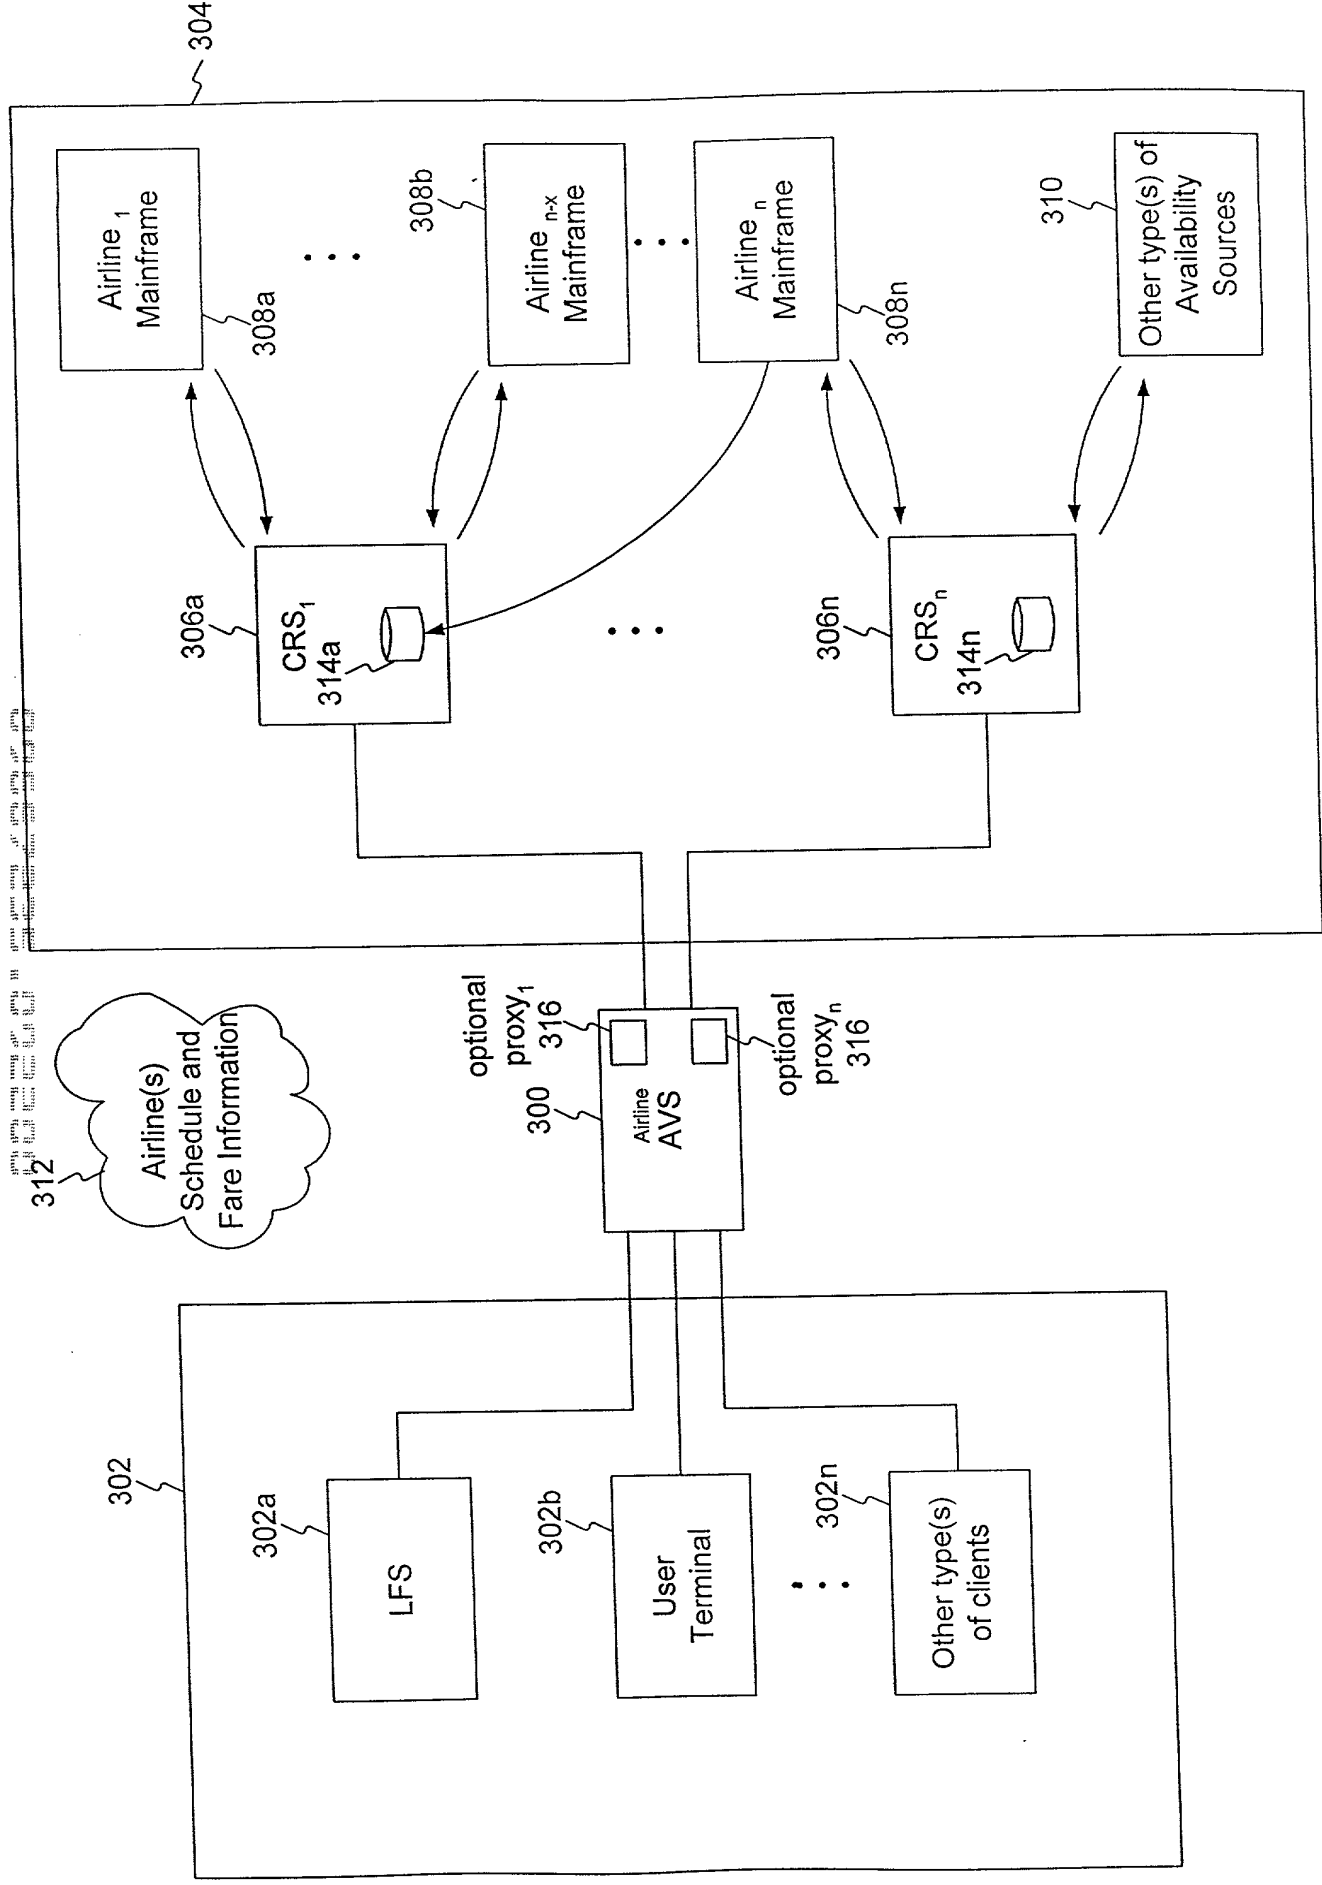 302
302a
LFS
302b
User
Terminal
302n
Other type(s)
of clients
312
Airline(s)
Schedule and
Fare Information
300
Airline
AVS
optional
proxy1
316
optional
proxyn
316
304
306a
CRS1
314a
306n
CRSn
314n
Airline 1
Mainframe
308a
308b
Airline n-x
Mainframe
Airline n
Mainframe
308n
310
Other type(s) of
Availability
Sources